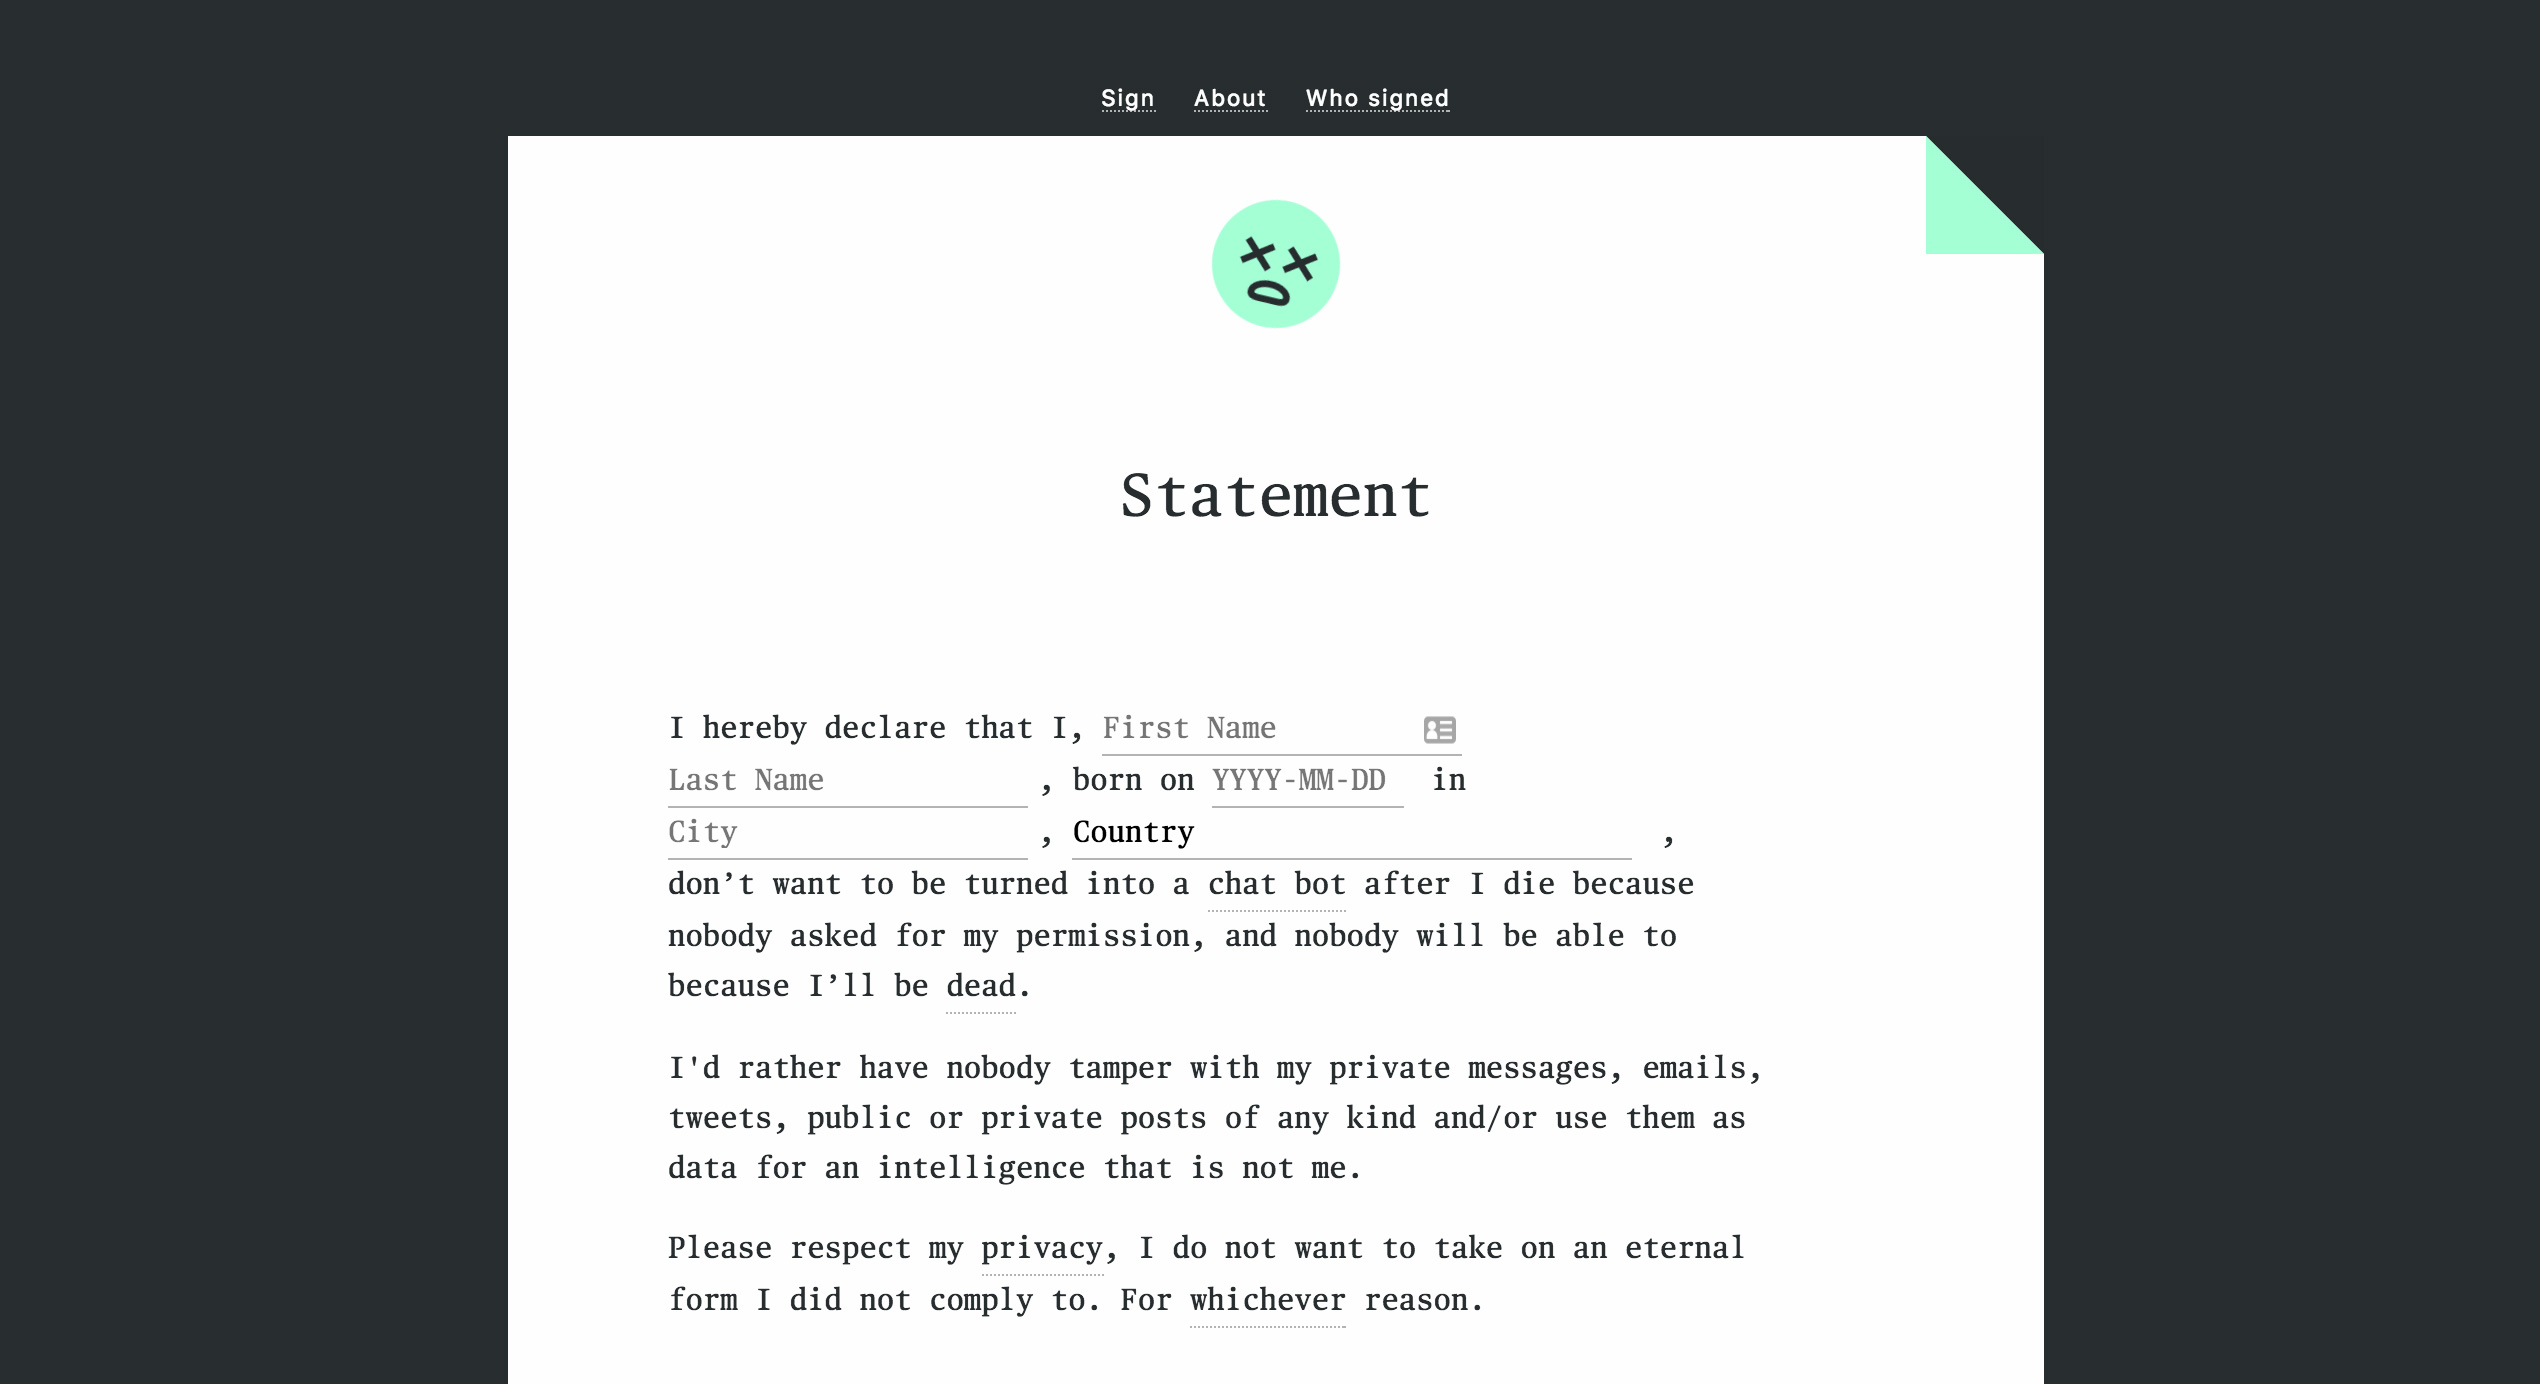 Sign About Who signed
Statement
I hereby declare that I, First Name
Last Name , born on YYYY-MM-DD in
City , Country ,
don’t want to be turned into a chat bot after I die because
nobody asked for my permission, and nobody will be able to
because I’ll be dead.
I'd rather have nobody tamper with my private messages, emails,
tweets, public or private posts of any kind and/or use them as
data for an intelligence that is not me.
Please respect my privacy, I do not want to take on an eternal
form I did not comply to. For whichever reason.